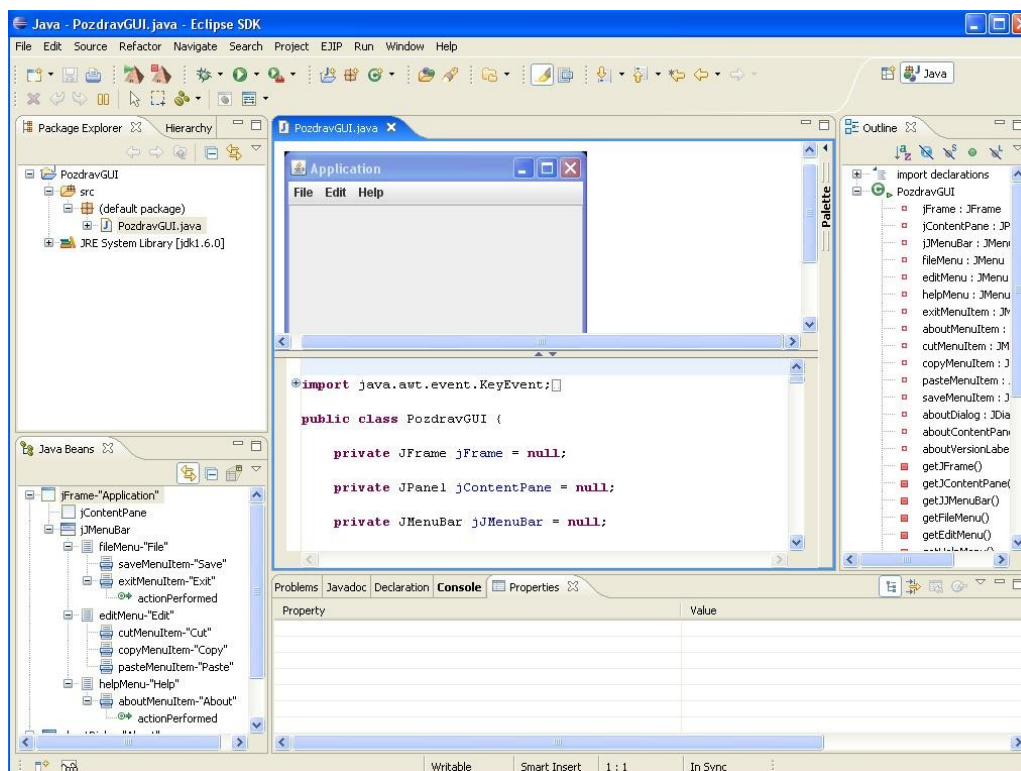 Java - PozdravGUI.java - Eclipse SDK
File Edit Source Refactor Navigate Search Project EJIP Run Window Help
Java
Package Explorer Hierarchy
PozdravGUI
src
(default package)
PozdravGUI.java
JRE System Library [jdk1.6.0]
Java Beans
jFrame-"Application"
jContentPane
jJMenuBar
fileMenu-"File"
saveMenuItem-"Save"
exitMenuItem-"Exit"
actionPerformed
editMenu-"Edit"
cutMenuItem-"Cut"
copyMenuItem-"Copy"
pasteMenuItem-"Paste"
helpMenu-"Help"
aboutMenuItem-"About"
actionPerformed
PozdravGUI.java
Application
File Edit Help
Palette
import java.awt.event.KeyEvent;
public class PozdravGUI {
private JFrame jFrame = null;
private JPanel jContentPane = null;
private JMenuBar jJMenuBar = null;
Outline
import declarations
PozdravGUI
jFrame : JFrame
jContentPane : JP
jJMenuBar : JMen
fileMenu : JMenu
editMenu : JMenu
helpMenu : JMenu
exitMenuItem : JM
aboutMenuItem :
cutMenuItem : JM
copyMenuItem : J
pasteMenuItem :
saveMenuItem : J
aboutDialog : JDia
aboutContentPan
aboutVersionLabe
getJFrame()
getJContentPane(
getJJMenuBar()
getFileMenu()
getEditMenu()
Problems Javadoc Declaration Console Properties
Property Value
Writable Smart Insert 1 : 1 In Sync